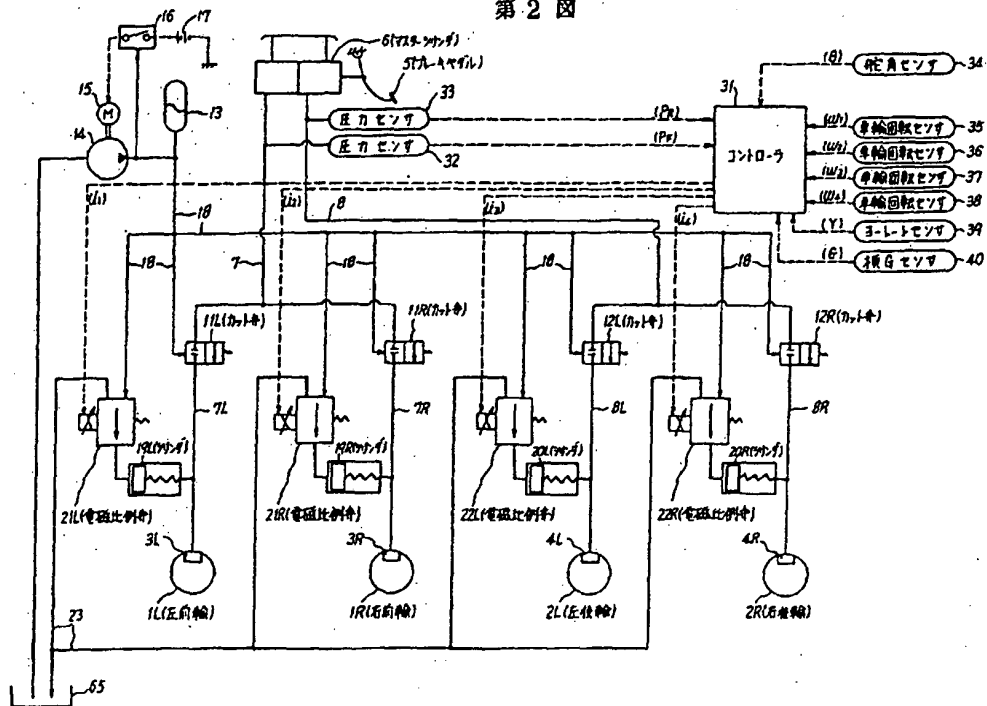 第2図
16
17
6(マスターシリンダ)
5(ブレーキペダル)
15
M
14
13
33
圧力センサ
(PR)
圧力センサ
(PF)
32
31
コントローラ
(θ)
舵角センサ
34
(ω1)
車輪回転センサ
35
(ω2)
車輪回転センサ
36
(ω3)
車輪回転センサ
37
(ω4)
車輪回転センサ
38
(Y)
ヨーレートセンサ
39
(G)
横Gセンサ
40
(i1)
(i2)
(i3)
(i4)
18
8
18
18
7
18
18
18
11L(カット弁)
11R(カット弁)
12L(カット弁)
12R(カット弁)
7L
7R
8L
8R
19L(シリンダ)
19R(シリンダ)
20L(シリンダ)
20R(シリンダ)
21L(電磁比例弁)
21R(電磁比例弁)
22L(電磁比例弁)
22R(電磁比例弁)
3L
3R
4L
4R
1L(左前輪)
1R(右前輪)
2L(左後輪)
2R(右後輪)
23
65